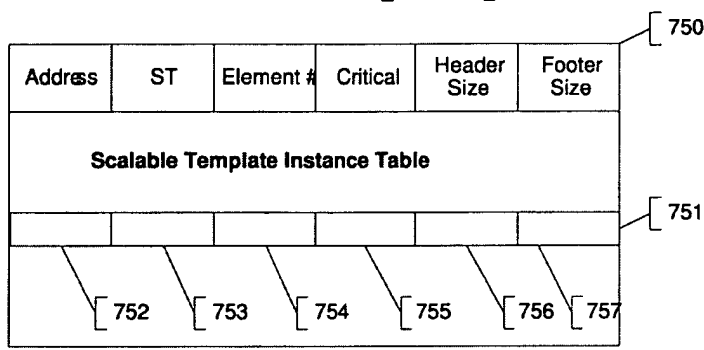 750
Address ST Element # Critical Header Size Footer Size
Scalable Template Instance Table
751
752 753 754 755 756 757